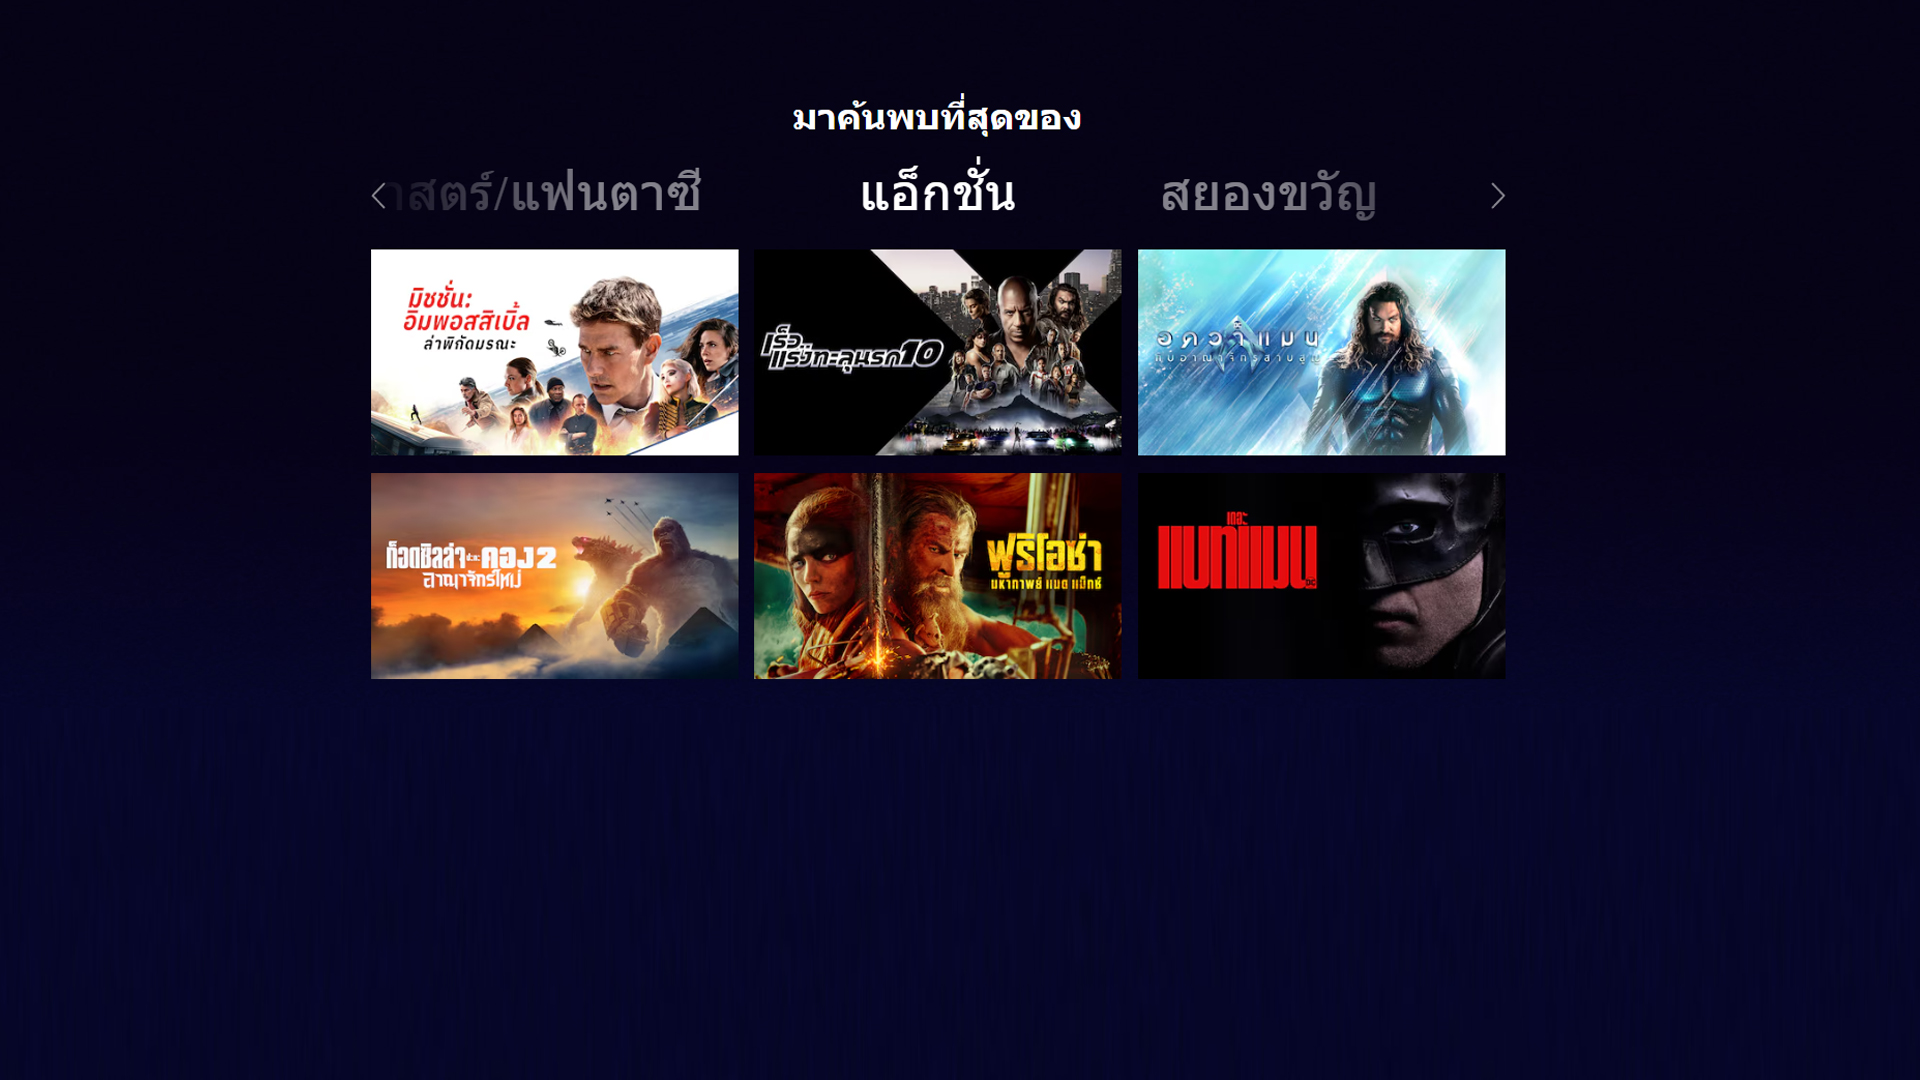 มาค้นพบที่สุดของ
าสตร์/แฟนตาซี
แอ็กชั่น
สยองขวัญ
มิชชั่น:
อิมพอสสิเบิ้ล
ล่าพิกัดมรณะ
เร็ว..
แรงทะลุนรก10
อควาแมน
กับอาณาจักรสาบสูญ
ก็อดซิลล่า ปะทะ คอง 2
อาณาจักรใหม่
ฟูริโอซ่า
มหากาพย์ แมด แม็กซ์
เดอะ
แบทแมน
DC